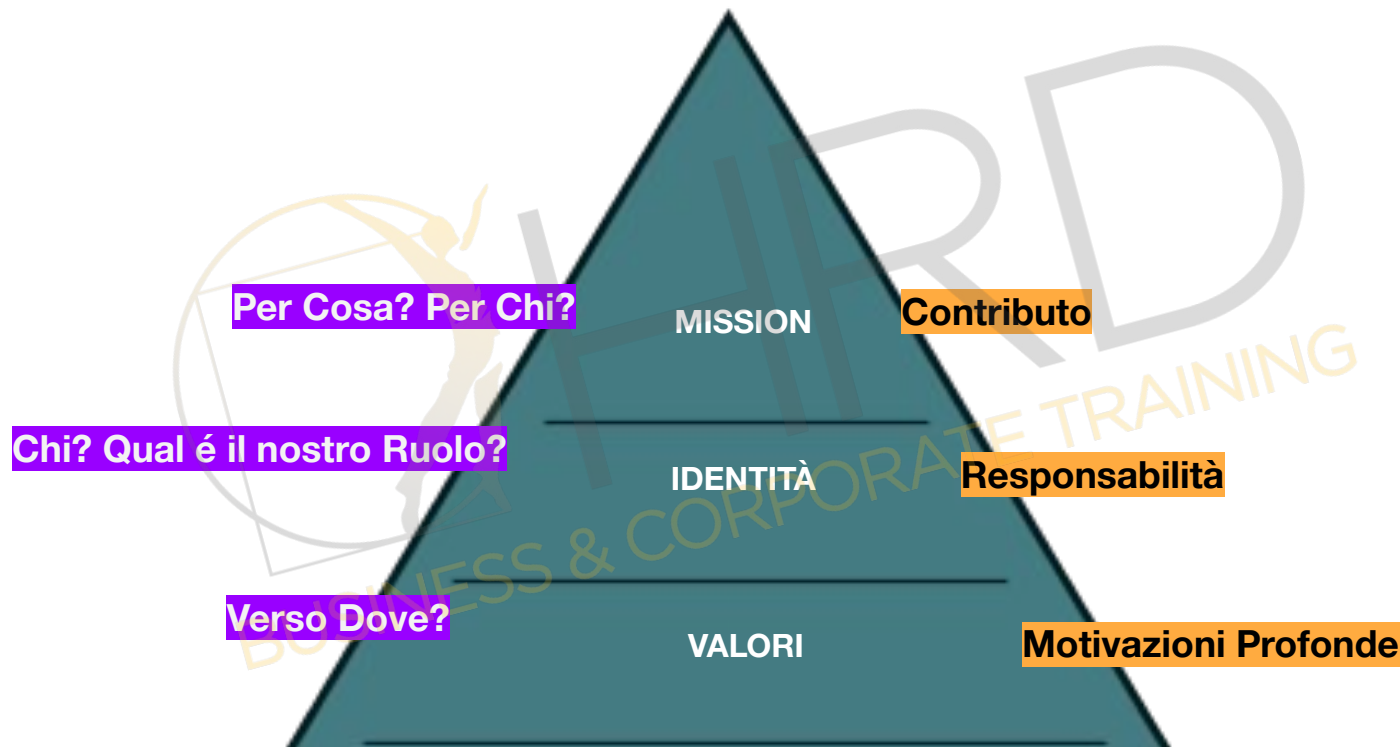 Per Cosa? Per Chi?
MISSION
Contributo
Chi? Qual é il nostro Ruolo?
IDENTITÀ
Responsabilità
Verso Dove?
VALORI
Motivazioni Profonde
HRD
BUSINESS & CORPORATE TRAINING